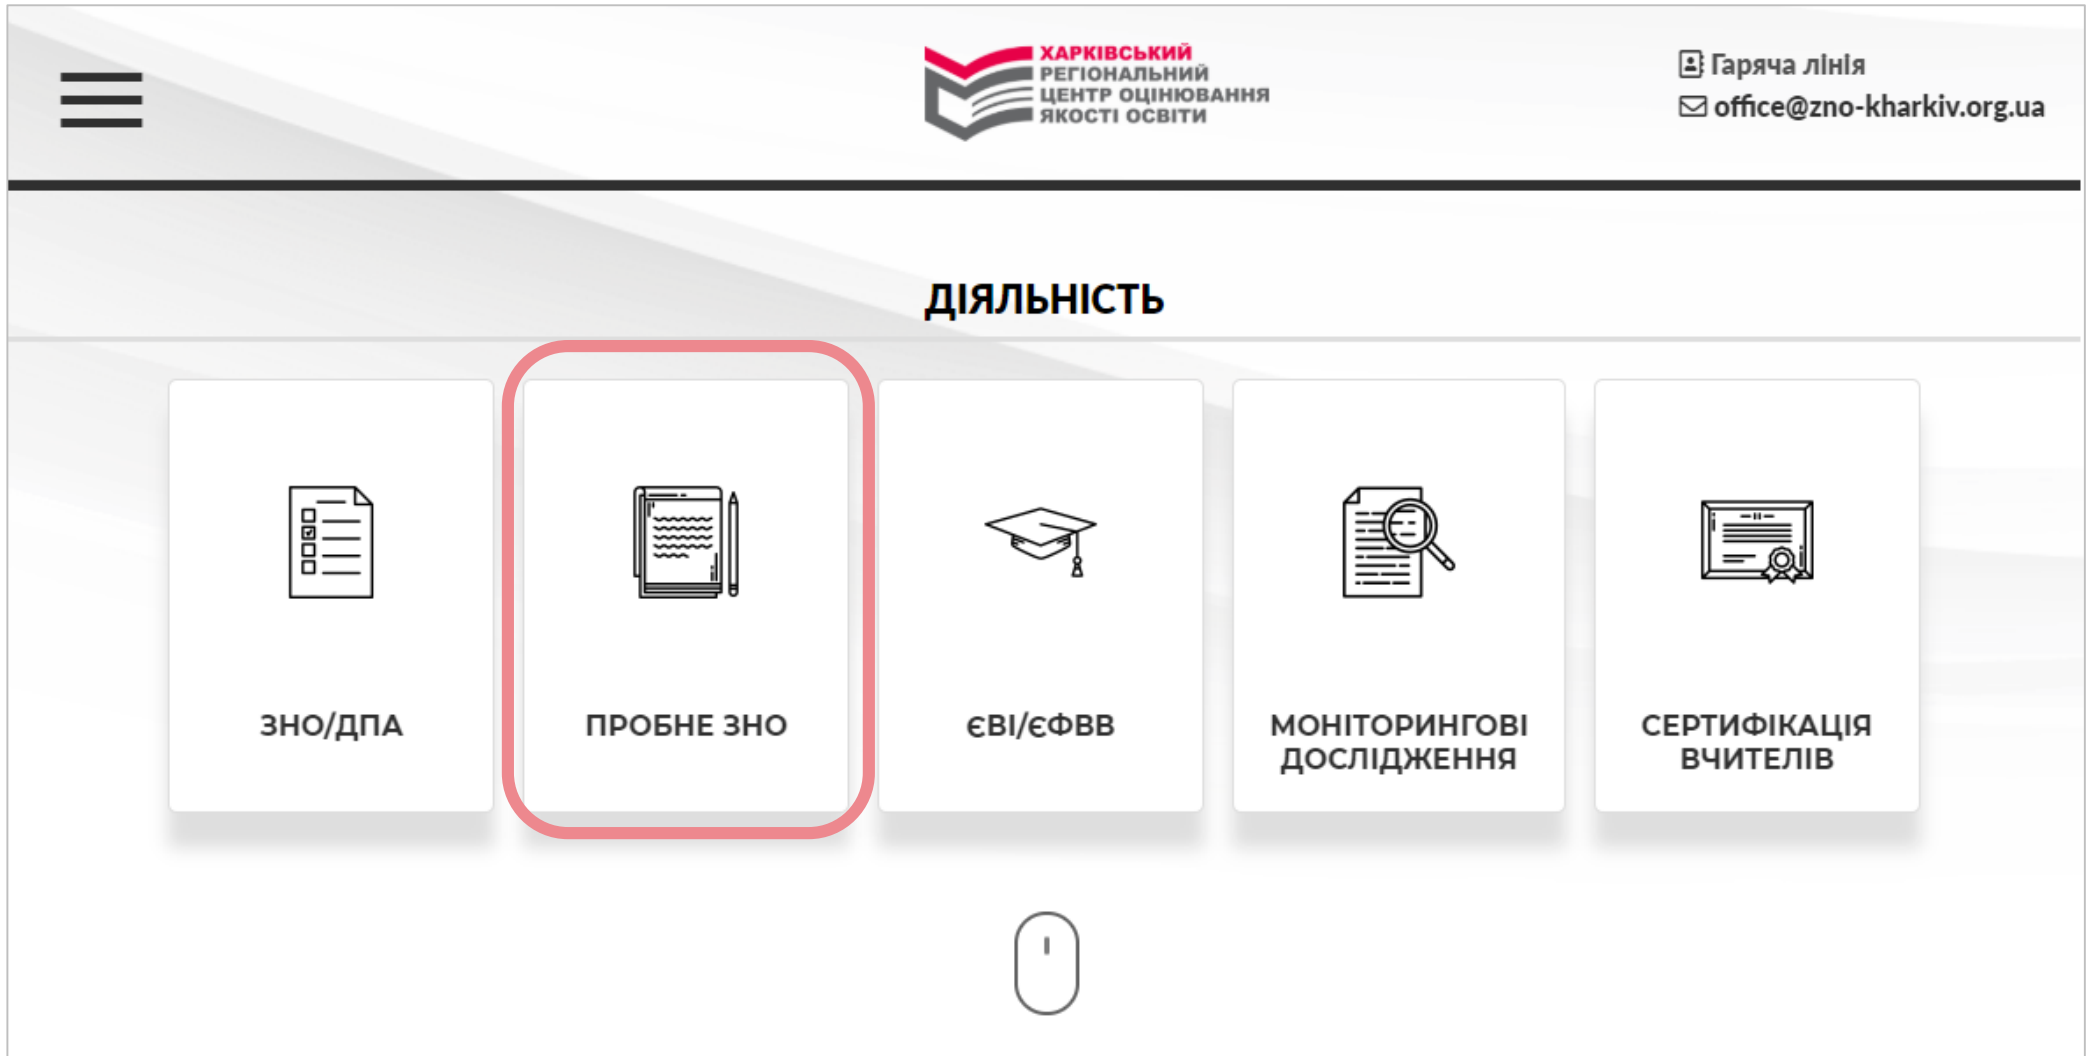 ХАРКІВСЬКИЙ
РЕГІОНАЛЬНИЙ
ЦЕНТР ОЦІНЮВАННЯ
ЯКОСТІ ОСВІТИ
Гаряча лінія
office@zno-kharkiv.org.ua
ДІЯЛЬНІСТЬ
ЗНО/ДПА
ПРОБНЕ ЗНО
ЄВІ/ЄФВВ
МОНІТОРИНГОВІ
ДОСЛІДЖЕННЯ
СЕРТИФІКАЦІЯ
ВЧИТЕЛІВ